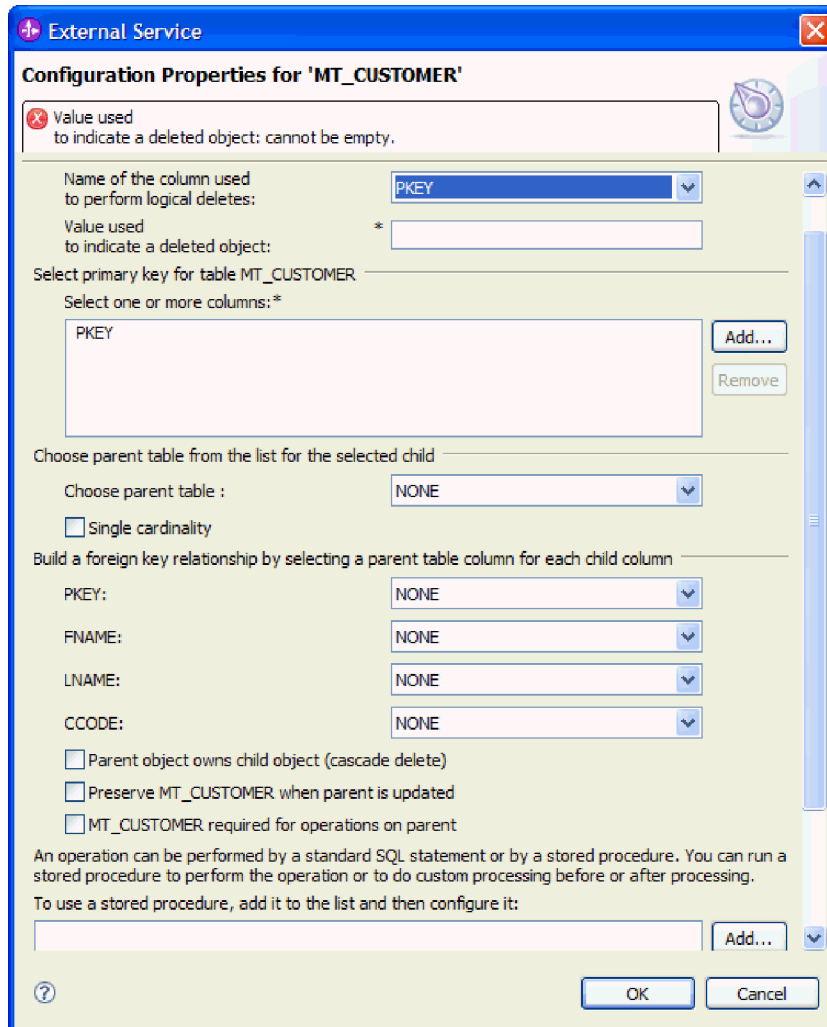 External Service
Configuration Properties for 'MT_CUSTOMER'
Value used
to indicate a deleted object: cannot be empty.
Name of the column used
to perform logical deletes:
PKEY
Value used
to indicate a deleted object:
*
Select primary key for table MT_CUSTOMER
Select one or more columns:*
PKEY
Add...
Remove
Choose parent table from the list for the selected child
Choose parent table :
NONE
Single cardinality
Build a foreign key relationship by selecting a parent table column for each child column
PKEY:
NONE
FNAME:
NONE
LNAME:
NONE
CCODE:
NONE
Parent object owns child object (cascade delete)
Preserve MT_CUSTOMER when parent is updated
MT_CUSTOMER required for operations on parent
An operation can be performed by a standard SQL statement or by a stored procedure. You can run a
stored procedure to perform the operation or to do custom processing before or after processing.
To use a stored procedure, add it to the list and then configure it:
Add...
?
OK
Cancel